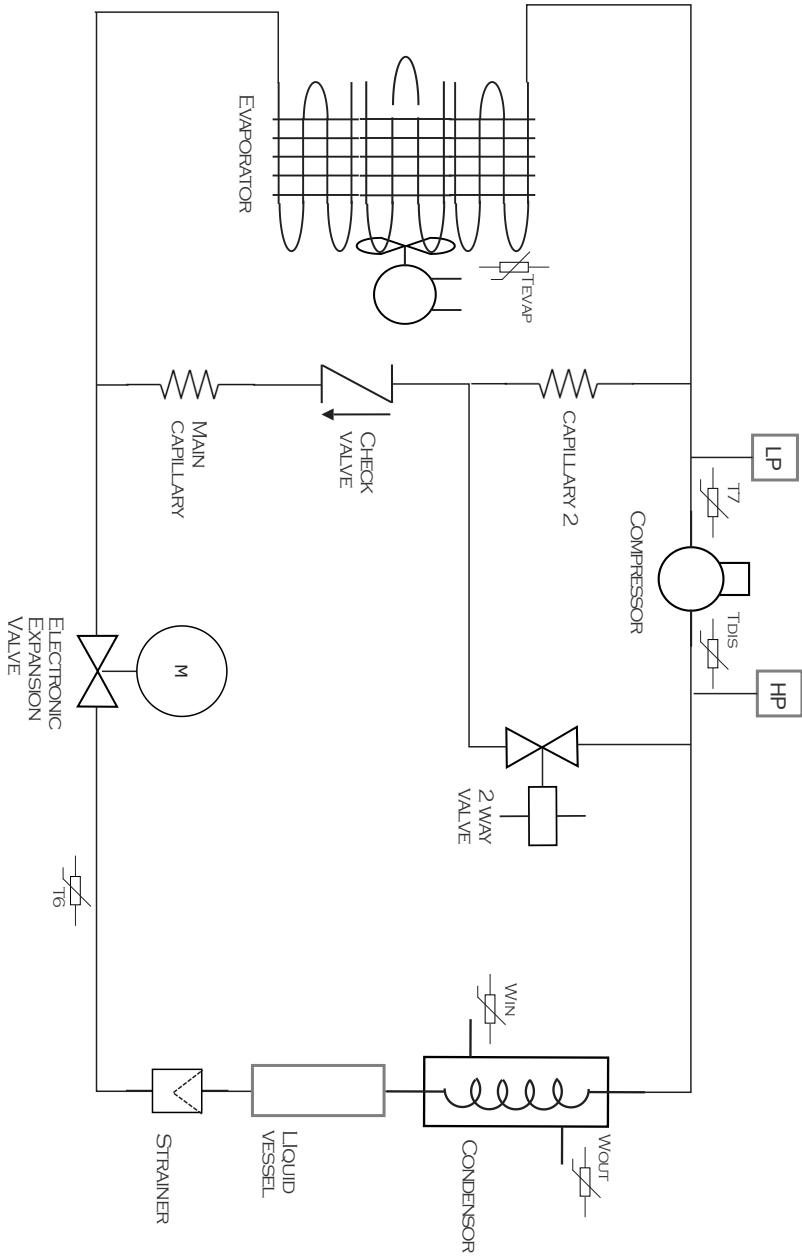 EVAPORATOR
TEVAP
MAIN
CAPILLARY
CHECK
VALVE
CAPILLARY 2
LP
T7
COMPRESSOR
TDIS
HP
ELECTRONIC
EXPANSION
VALVE
M
2 WAY
VALVE
T6
WIN
WOUT
STRAINER
LIQUID
VESSEL
CONDENSOR